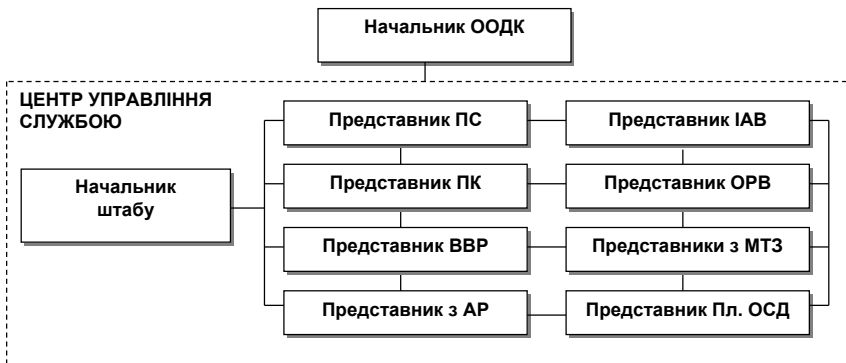 Начальник ООДК
ЦЕНТР УПРАВЛІННЯ
СЛУЖБОЮ
Представник ПС
Представник ІАВ
Начальник
штабу
Представник ПК
Представник ОРВ
Представник ВВР
Представники з МТЗ
Представник з АР
Представник Пл. ОСД